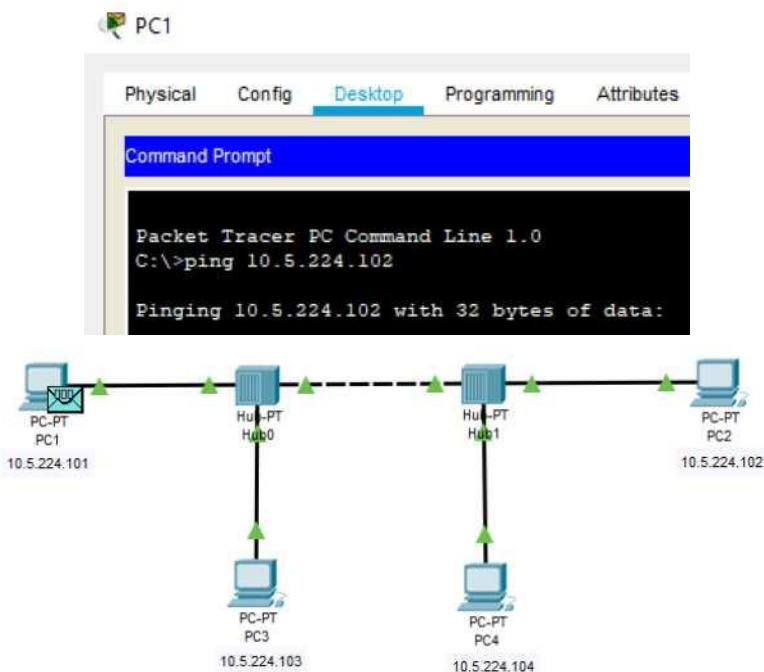 PC1
Physical Config Desktop Programming Attributes
Command Prompt
Packet Tracer PC Command Line 1.0
C:\>ping 10.5.224.102
Pinging 10.5.224.102 with 32 bytes of data:
PC-PT
PC1
10.5.224.101
Hub-PT
Hub0
Hub-PT
Hub1
PC-PT
PC2
10.5.224.102
PC-PT
PC3
10.5.224.103
PC-PT
PC4
10.5.224.104